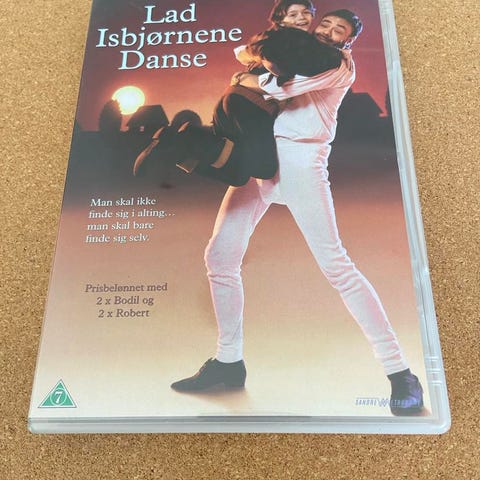 Lad
Isbjørnene
Danse
Man skal ikke
finde sig i alting...
man skal bare
finde sig selv.
Prisbelønnet med
2 x Bodil og
2 x Robert
7
SANDREW